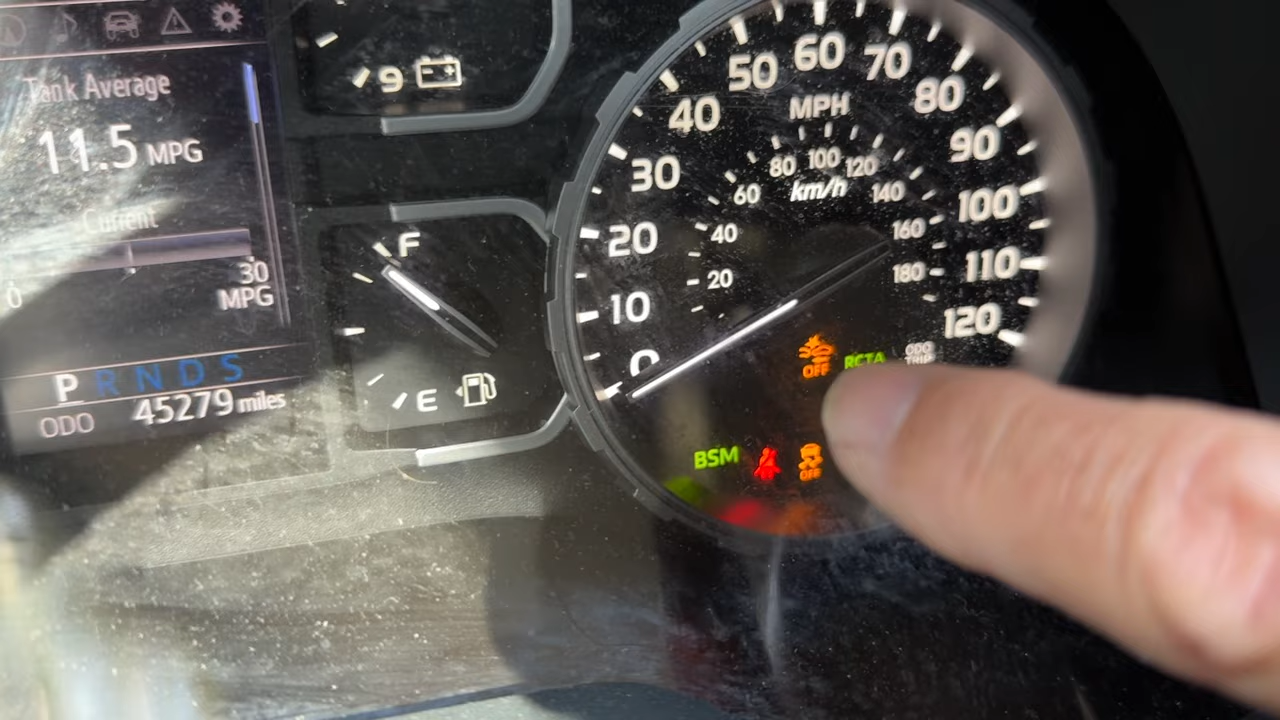 Tank Average
11.5 MPG
Current
0
30
MPG
P R N D S
ODO 45279 miles
9
F
E
0
10
20
30
40
50
60
70
80
90
100
110
120
MPH
20
40
60
80
100
120
140
160
180
km/h
OFF
RCTA
ODO
TRIP
BSM
OFF